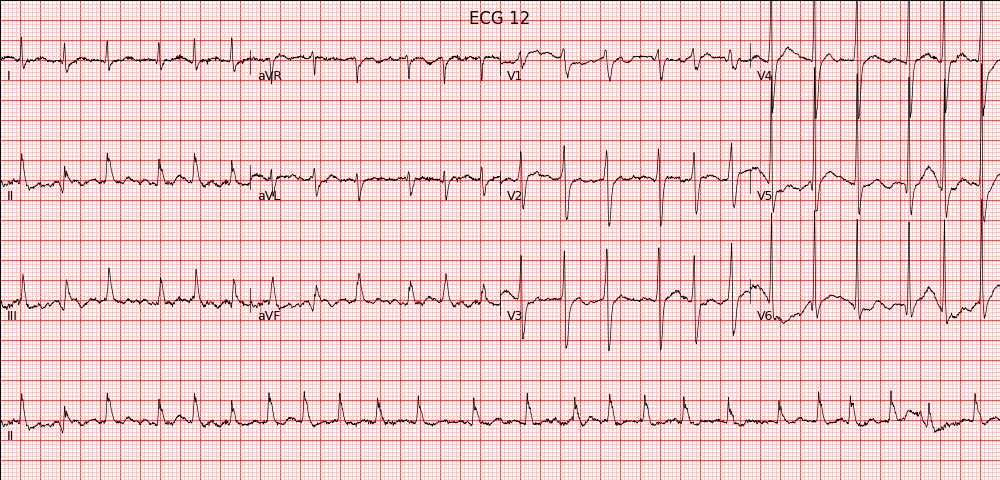 ECG 12
I aVR V1 V4
II aVL V2 V5
III aVF V3 V6
II